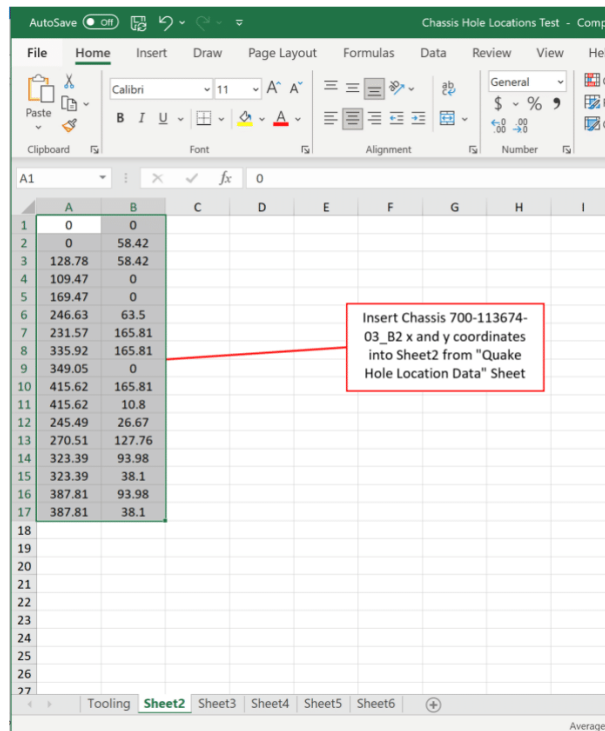 AutoSave Off Chassis Hole Locations Test - Comp
File Home Insert Draw Page Layout Formulas Data Review View He
Calibri 11 A^ A˅ ab General
Paste B I U A $ % 9
Clipboard Font Alignment Number
A1 fx 0
A B C D E F G H I
1 0 0
2 0 58.42
3 128.78 58.42
4 109.47 0
5 169.47 0
6 246.63 63.5
7 231.57 165.81
8 335.92 165.81
9 349.05 0
10 415.62 165.81
11 415.62 10.8
12 245.49 26.67
13 270.51 127.76
14 323.39 93.98
15 323.39 38.1
16 387.81 93.98
17 387.81 38.1
18
19
20
21
22
23
24
25
26
27
Insert Chassis 700-113674-
03_B2 x and y coordinates
into Sheet2 from "Quake
Hole Location Data" Sheet
Tooling Sheet2 Sheet3 Sheet4 Sheet5 Sheet6
Average